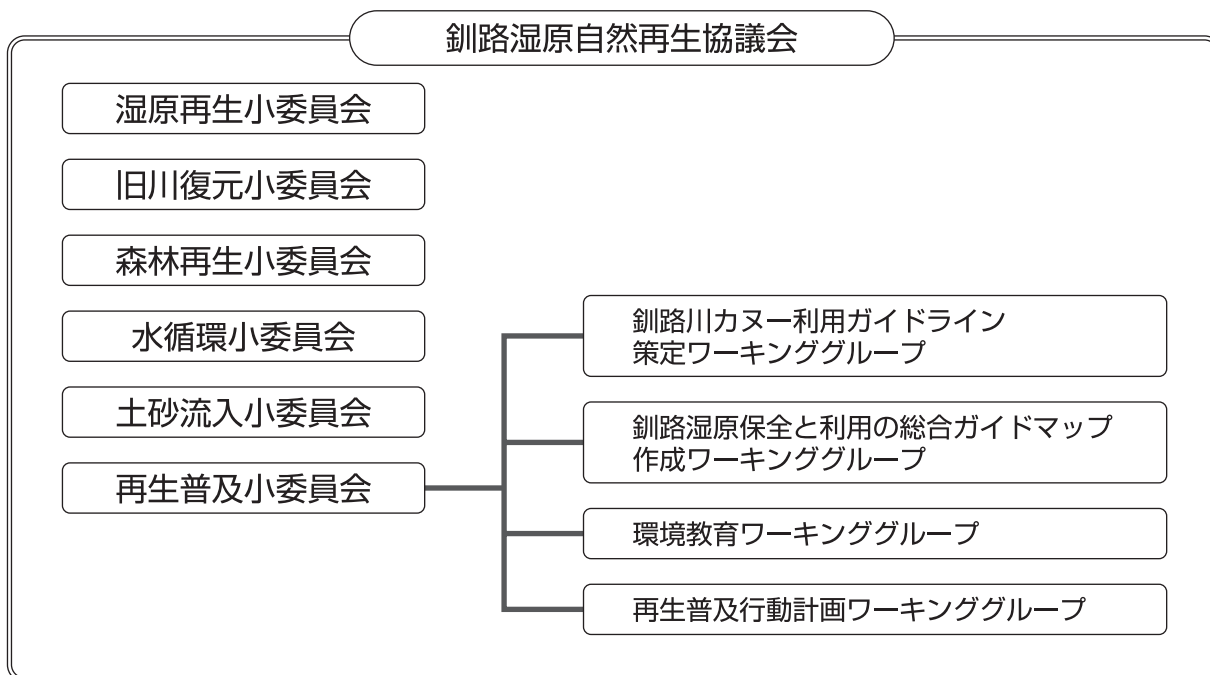 釧路湿原自然再生協議会
湿原再生小委員会
旧川復元小委員会
森林再生小委員会
水循環小委員会
土砂流入小委員会
再生普及小委員会
釧路川カヌー利用ガイドライン
策定ワーキンググループ
釧路湿原保全と利用の総合ガイドマップ
作成ワーキンググループ
環境教育ワーキンググループ
再生普及行動計画ワーキンググループ